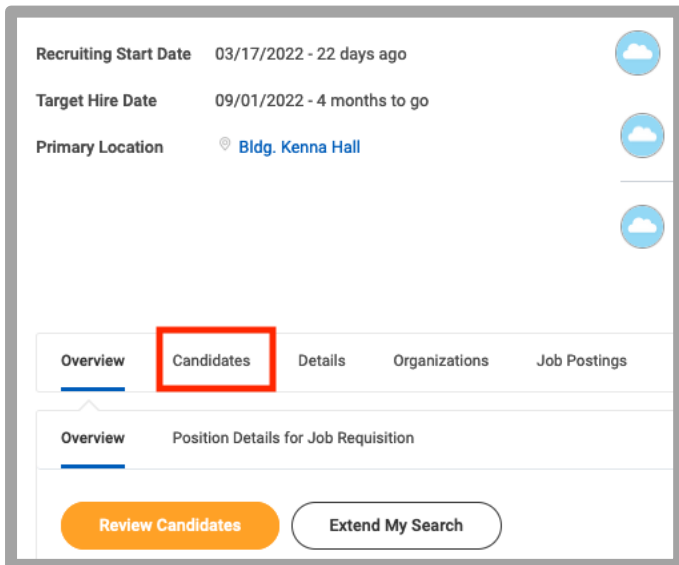 Recruiting Start Date 03/17/2022 - 22 days ago
Target Hire Date 09/01/2022 - 4 months to go
Primary Location Bldg. Kenna Hall
Overview Candidates Details Organizations Job Postings
Overview Position Details for Job Requisition
Review Candidates Extend My Search